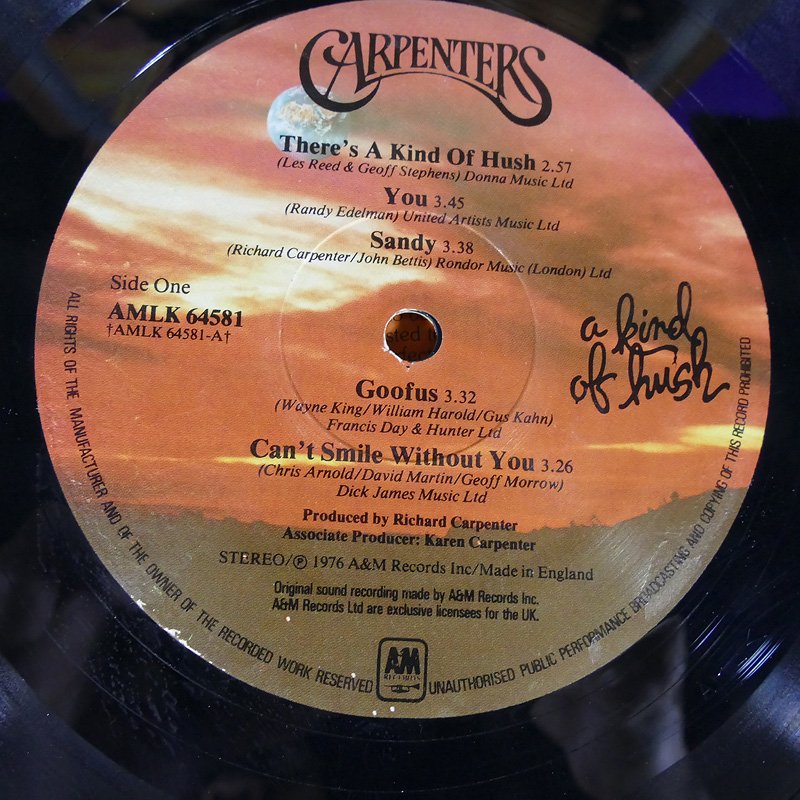 CARPENTERS
There's A Kind Of Hush 2.57
(Les Reed & Geoff Stephens) Donna Music Ltd
You 3.45
(Randy Edelman) United Artists Music Ltd
Sandy 3.38
(Richard Carpenter/John Bettis) Rondor Music (London) Ltd
Side One
AMLK 64581
†AMLK 64581-A†
a kind
of hush
Goofus 3.32
(Wayne King/William Harold/Gus Kahn)
Francis Day & Hunter Ltd
Can't Smile Without You 3.26
(Chris Arnold/David Martin/Geoff Morrow)
Dick James Music Ltd
Produced by Richard Carpenter
Associate Producer: Karen Carpenter
STEREO/℗ 1976 A&M Records Inc/Made in England
Original sound recording made by A&M Records Inc.
A&M Records Ltd are exclusive licensees for the UK.
A&M
RECORDS
ALL RIGHTS OF THE MANUFACTURER AND OF THE OWNER OF THE RECORDED WORK RESERVED
UNAUTHORISED PUBLIC PERFORMANCE BROADCASTING AND COPYING OF THIS RECORD PROHIBITED